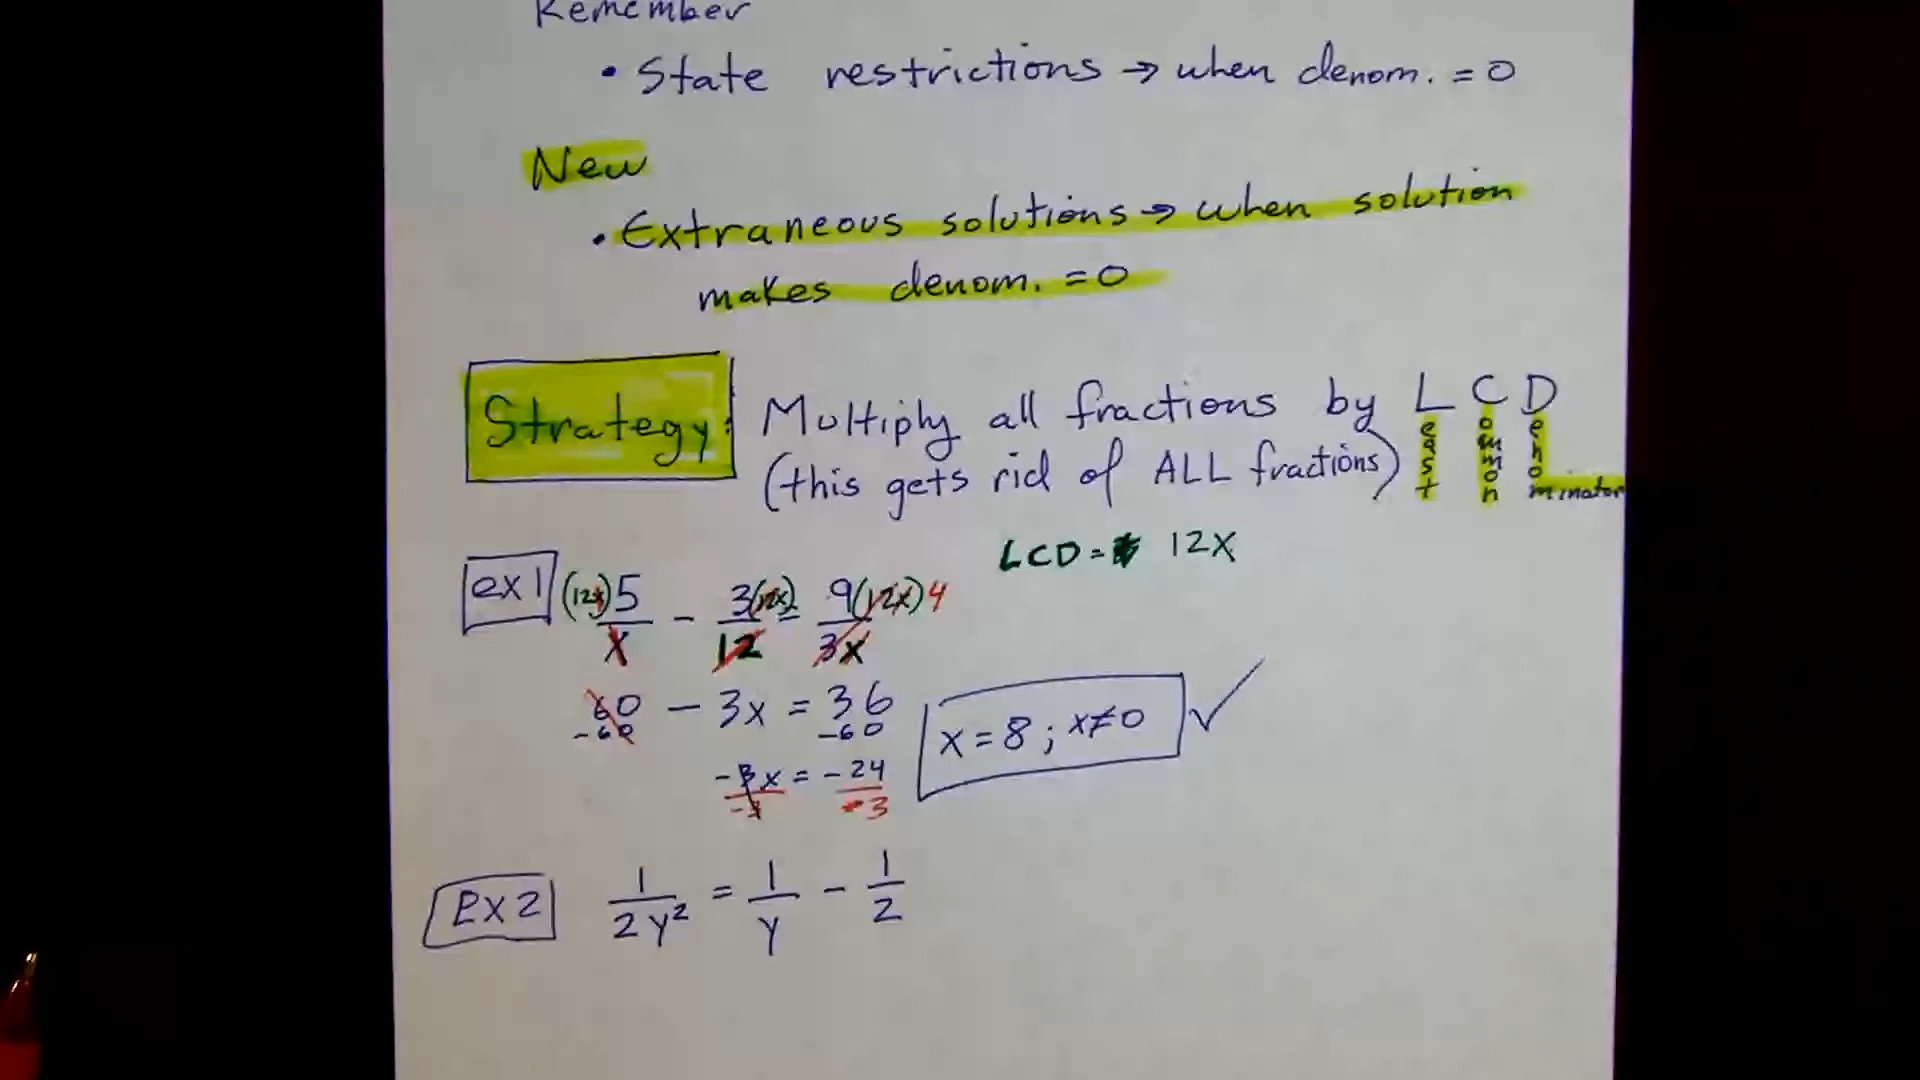 Remember
• State restrictions → when denom. = 0
New
• Extraneous solutions → when solution
makes denom. = 0
Strategy: Multiply all fractions by LCD
Least Common Denominator
(this gets rid of ALL fractions)
LCD = 12x
ex 1 (12x)5/x - 3(12x)/12 = 9(12x)4/3x
60 - 3x = 36
-60 -60
x = 8 ; x ≠ 0 ✓
-3x = -24
-3 -3
Ex 2 1/2y² = 1/y - 1/2